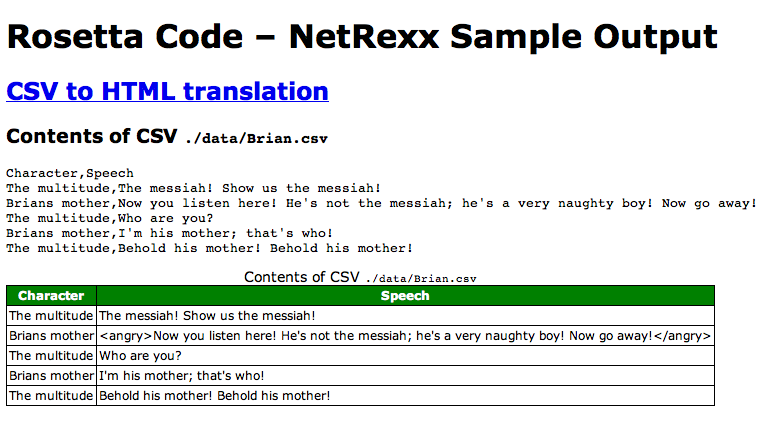 Rosetta Code – NetRexx Sample Output
CSV to HTML translation
Contents of CSV ./data/Brian.csv
Character,Speech
The multitude,The messiah! Show us the messiah!
Brians mother,Now you listen here! He's not the messiah; he's a very naughty boy! Now go away!
The multitude,Who are you?
Brians mother,I'm his mother; that's who!
The multitude,Behold his mother! Behold his mother!
Contents of CSV ./data/Brian.csv
Character Speech
The multitude The messiah! Show us the messiah!
Brians mother <angry>Now you listen here! He's not the messiah; he's a very naughty boy! Now go away!</angry>
The multitude Who are you?
Brians mother I'm his mother; that's who!
The multitude Behold his mother! Behold his mother!